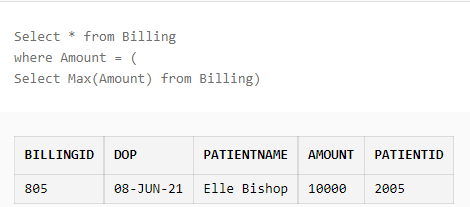 Select * from Billing
where Amount = (
Select Max(Amount) from Billing)
BILLINGID DOP PATIENTNAME AMOUNT PATIENTID
805 08-JUN-21 Elle Bishop 10000 2005